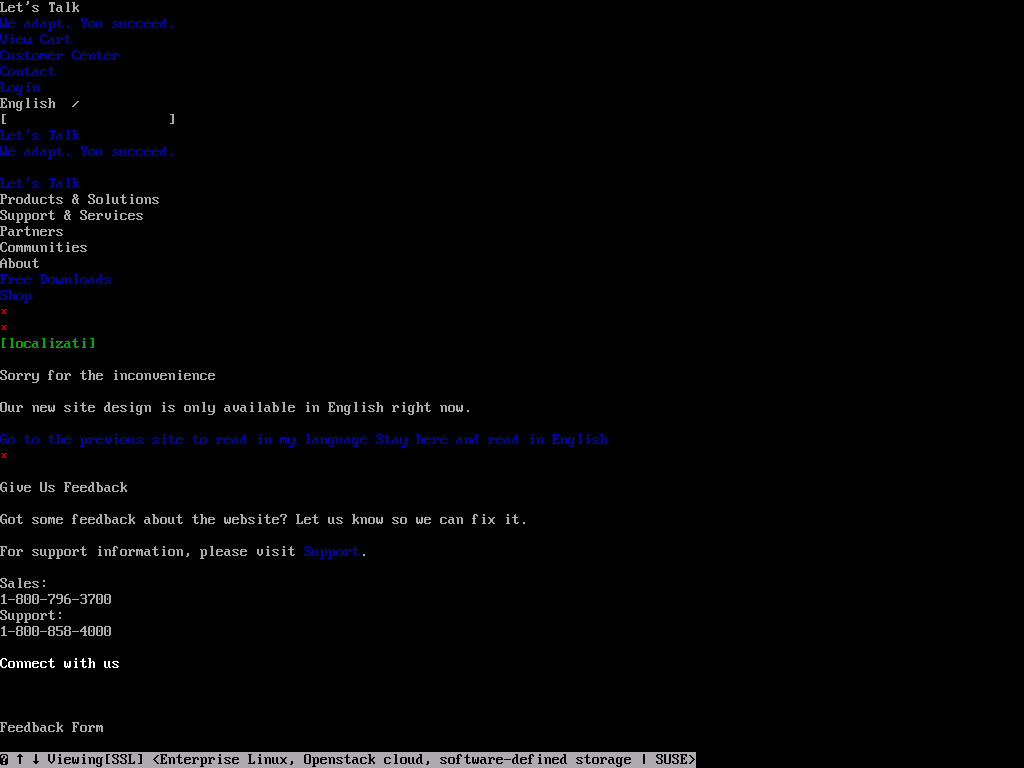 Let's Talk
We adapt. You succeed.
View Cart
Customer Center
Contact
Login
English  /
[                    ]
Let's Talk
We adapt. You succeed.
Let's Talk
Products & Solutions
Support & Services
Partners
Communities
About
Free Downloads
Shop
×
×
[localizati]
Sorry for the inconvenience
Our new site design is only available in English right now.
Go to the previous site to read in my language Stay here and read in English
×
Give Us Feedback
Got some feedback about the website? Let us know so we can fix it.
For support information, please visit Support.
Sales:
1-800-796-3700
Support:
1-800-858-4000
Connect with us
Feedback Form
? ↑ ↓ Viewing[SSL] <Enterprise Linux, Openstack cloud, software-defined storage | SUSE>